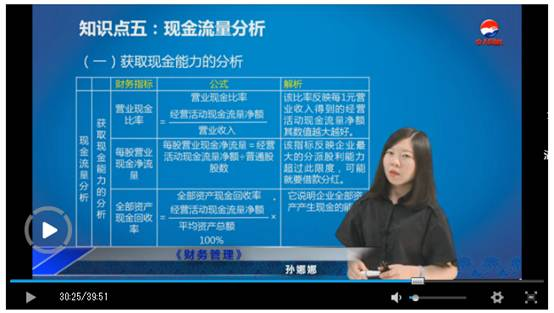 知识点五：现金流量分析
（一）获取现金能力的分析
财务指标
公式
解析
现金流量分析
获取现金能力的分析
营业现金
比率
营业现金比率
=经营活动现金流量净额
营业收入
该比率反映每1元营
业收入得到的经营
活动现金流量净额
其数值越大越好。
每股营业
现金净流
量
每股营业现金净流量=经营
活动现金流量净额÷普通股
股数
该指标反映企业最
大的分派股利能力
超过此限度，可能
就要借款分红。
全部资产
现金回收
率
全部资产现金回收率
=经营活动现金流量净额×
平均资产总额
100%
它说明企业全部资
产产生现金的能
《财务管理》
孙娜娜
30:25/39:51